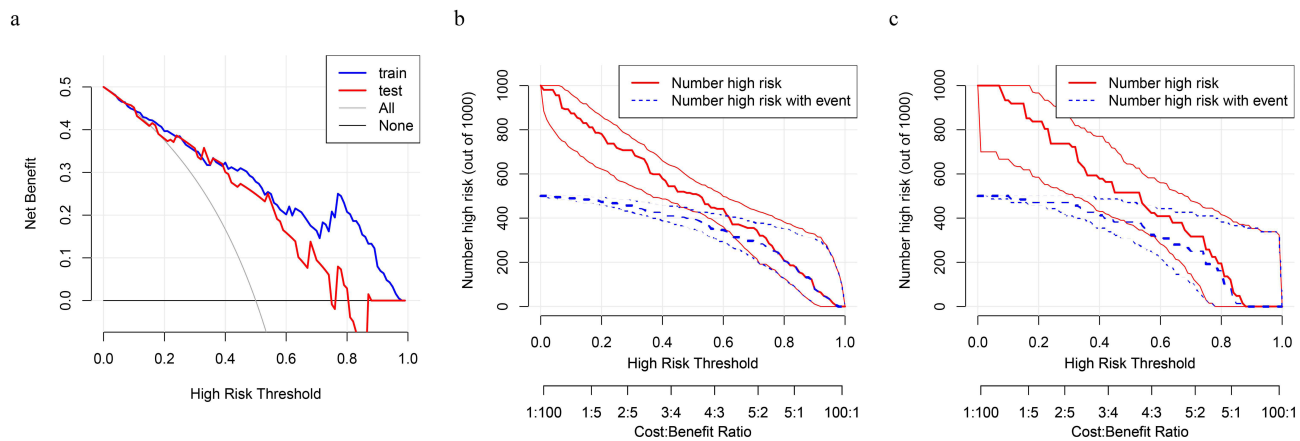 a
b
c
Net Benefit
0.0 0.1 0.2 0.3 0.4 0.5
train
test
All
None
0.0 0.2 0.4 0.6 0.8 1.0
High Risk Threshold
Number high risk (out of 1000)
0 200 400 600 800 1000
Number high risk
Number high risk with event
0.0 0.2 0.4 0.6 0.8 1.0
High Risk Threshold
1:100 1:5 2:5 3:4 4:3 5:2 5:1 100:1
Cost:Benefit Ratio
Number high risk (out of 1000)
0 200 400 600 800 1000
Number high risk
Number high risk with event
0.0 0.2 0.4 0.6 0.8 1.0
High Risk Threshold
1:100 1:5 2:5 3:4 4:3 5:2 5:1 100:1
Cost:Benefit Ratio